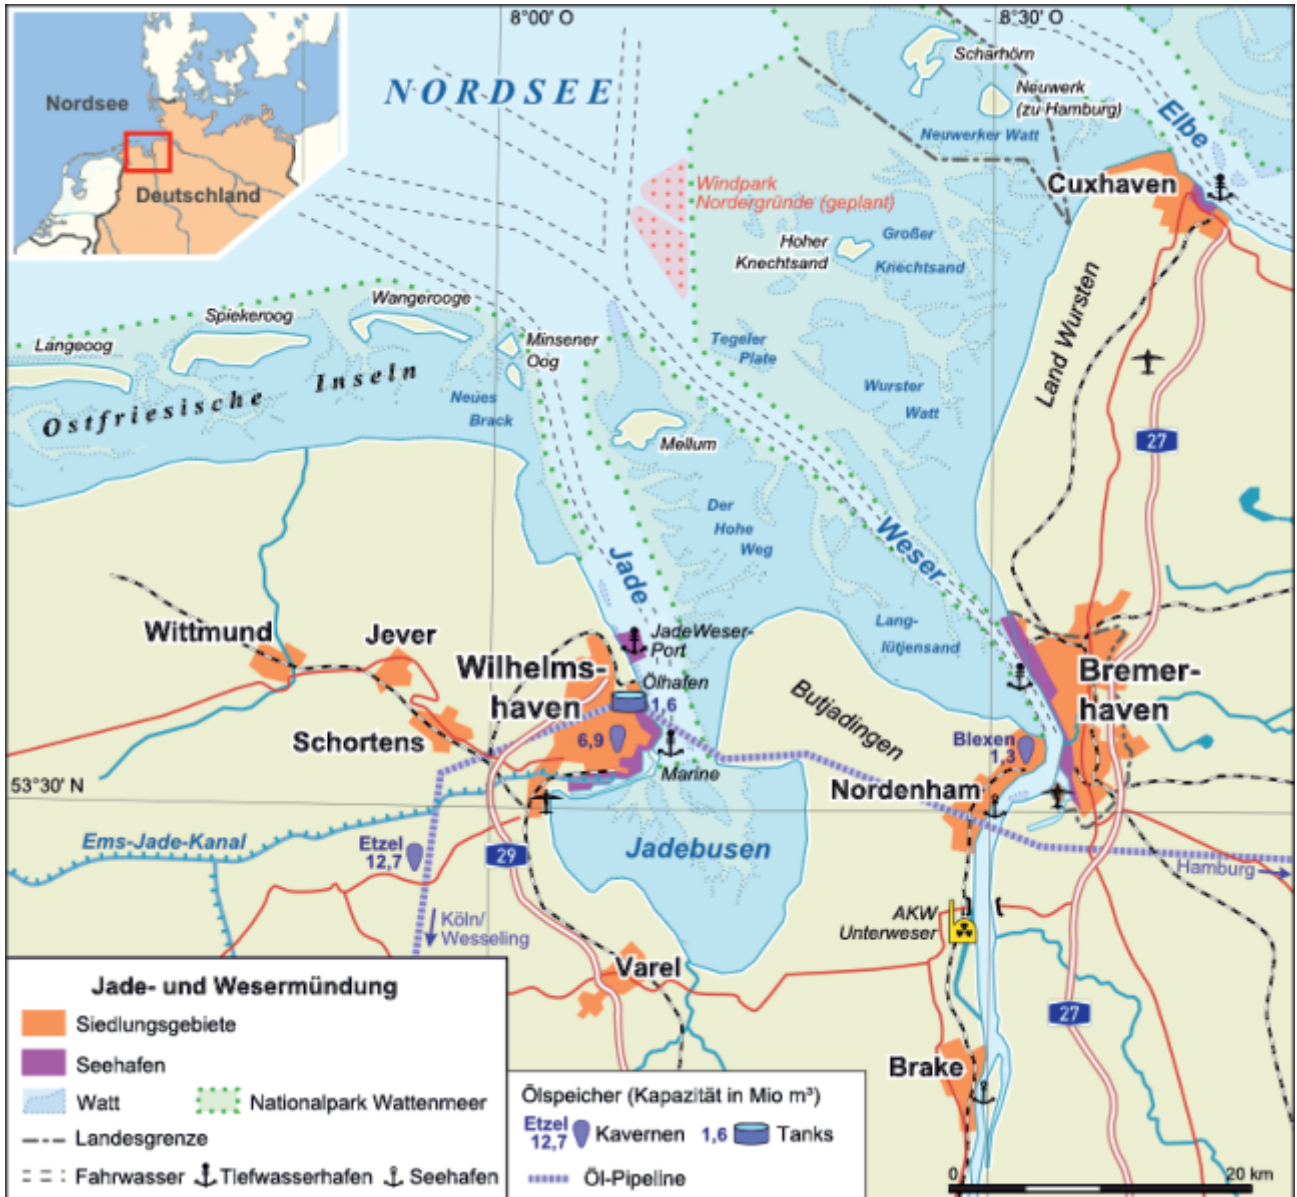 8°00' O
8°30' O
Nordsee
Deutschland
NORDSEE
Scharhörn
Neuwerk
(zu Hamburg)
Neuwerker Watt
Elbe
Cuxhaven
Windpark
Nordergründe (geplant)
Hoher
Knechtsand
Großer
Knechtsand
Land Wursten
Wangerooge
Spiekeroog
Langeoog
Minsener
Oog
Ostfriesische Inseln
Neues
Brack
Tegeler
Plate
Wurster
Watt
Mellum
27
Der
Hohe
Weg
Weser
Jade
Wittmund
Jever
JadeWeser-
Port
Lang-
lütjensand
Wilhelms-
haven
Ölhafen
1,6
Bremer-
haven
Butjadingen
Schortens
6,9
Blexen
1,3
Marine
Nordenham
53°30' N
Ems-Jade-Kanal
Etzel
12,7
29
Jadebusen
Hamburg
Köln/
Wesseling
AKW
Unterweser
Varel
27
Brake
Jade- und Wesermündung
Siedlungsgebiete
Seehafen
Watt
Nationalpark Wattenmeer
Landesgrenze
Fahrwasser
Tiefwasserhafen
Seehafen
Ölspeicher (Kapazität in Mio m³)
Etzel
12,7
Kavernen
1,6
Tanks
Öl-Pipeline
0
20 km